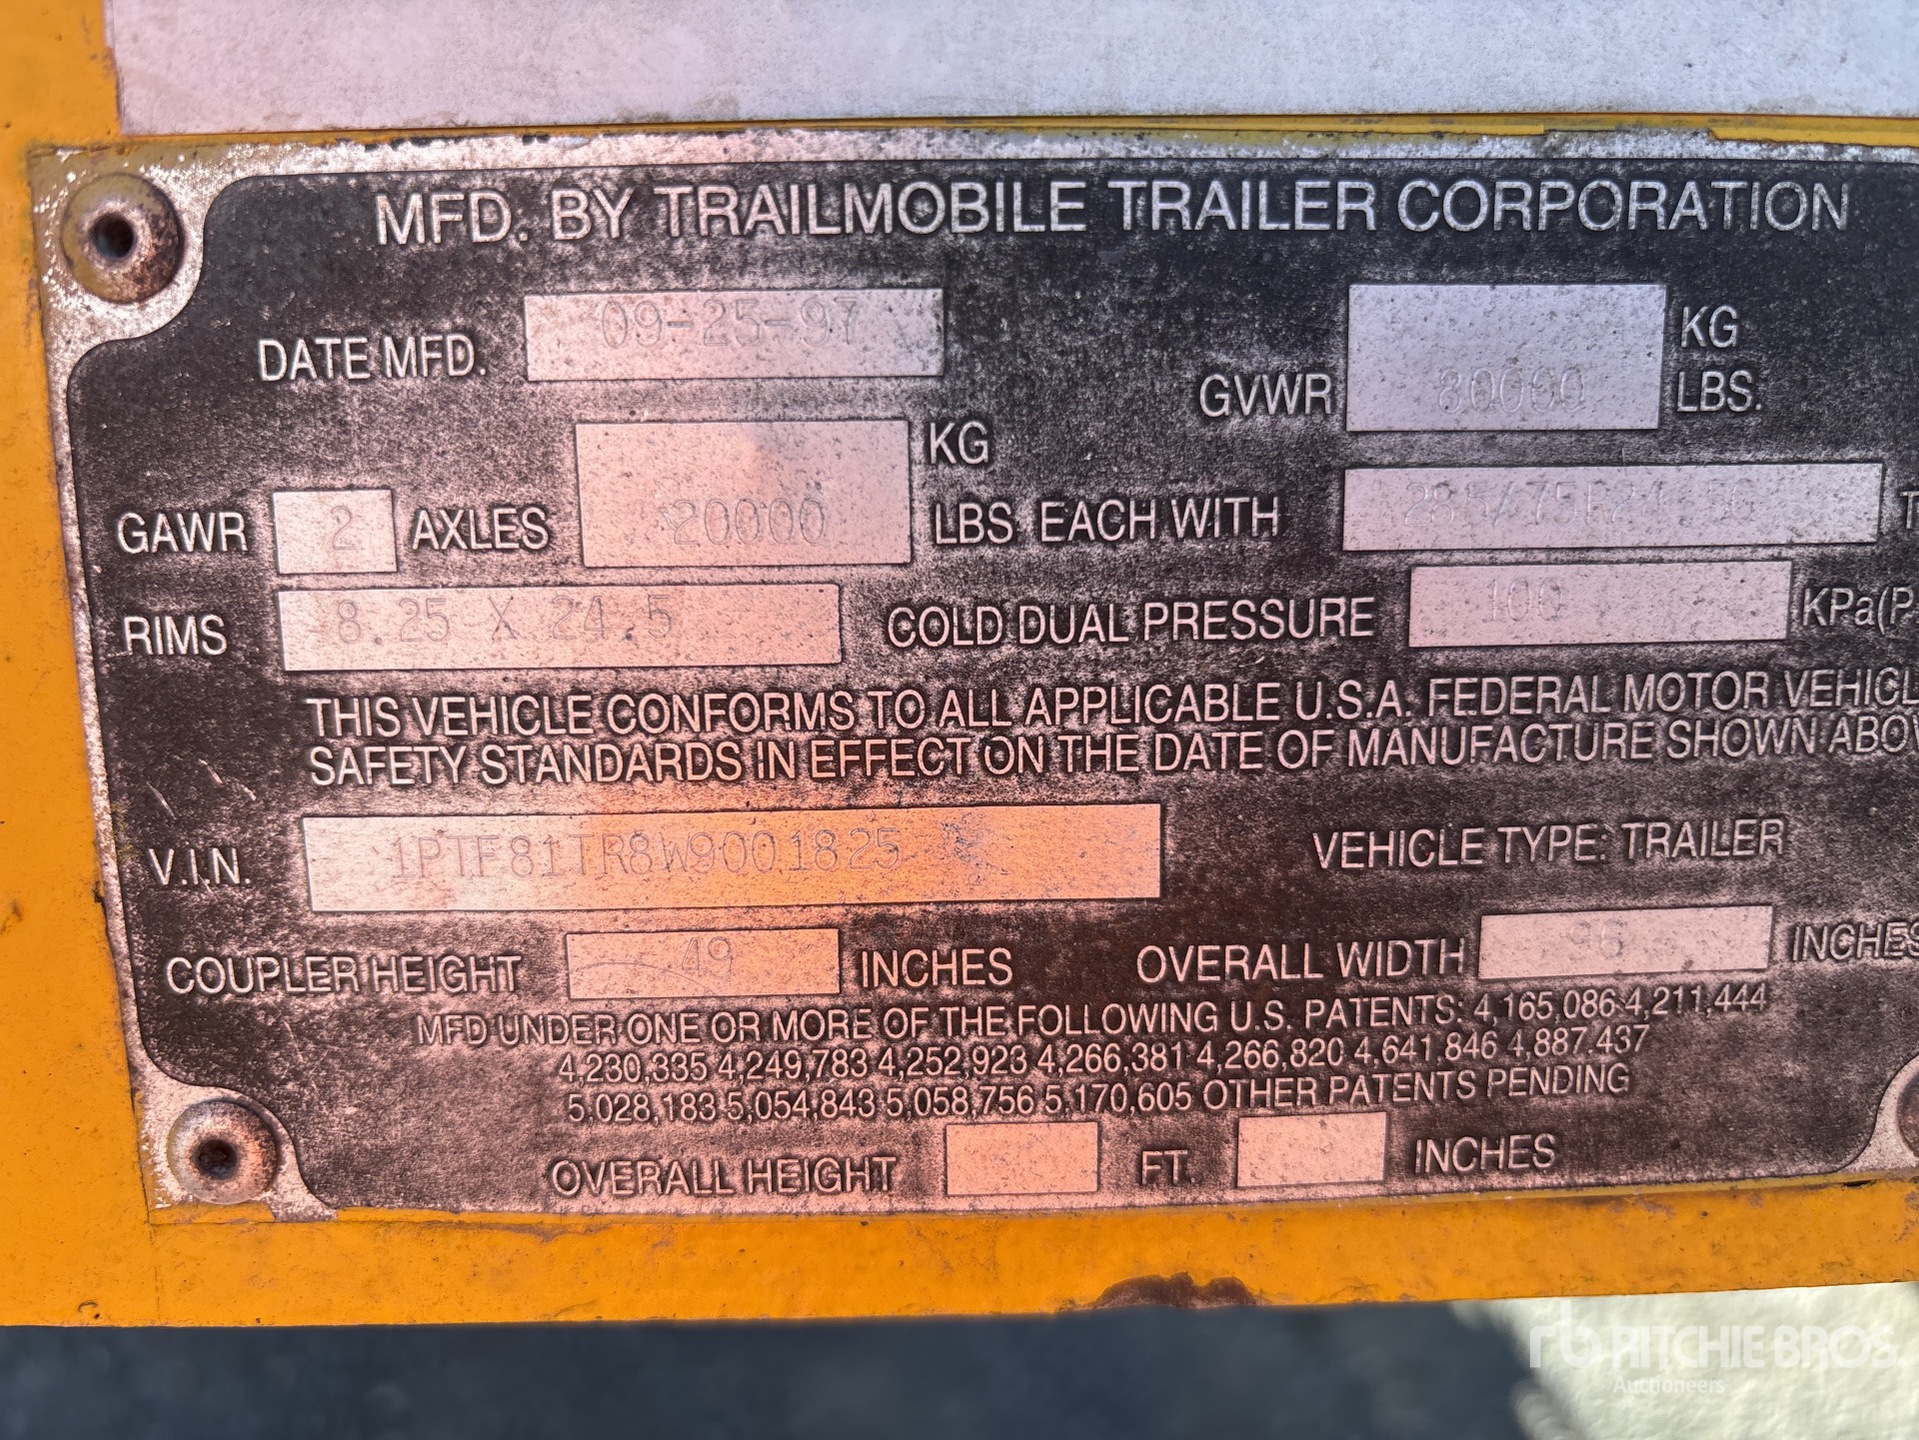 MFD. BY TRAILMOBILE TRAILER CORPORATION
DATE MFD. 09-25-97 GVWR 80000 KG LBS.
GAWR 2 AXLES 20000 KG LBS EACH WITH 285/75R24.5G T
RIMS 8.25 X 24.5 COLD DUAL PRESSURE 100 KPa(P.
THIS VEHICLE CONFORMS TO ALL APPLICABLE U.S.A. FEDERAL MOTOR VEHICL
SAFETY STANDARDS IN EFFECT ON THE DATE OF MANUFACTURE SHOWN ABOV
V.I.N. 1PTF81TR8W9001825 VEHICLE TYPE: TRAILER
COUPLER HEIGHT 49 INCHES OVERALL WIDTH 96 INCHES
MFD UNDER ONE OR MORE OF THE FOLLOWING U.S. PATENTS: 4,165,086 4,211,444
4,230,335 4,249,783 4,252,923 4,266,381 4,266,820 4,641,846 4,887,437
5,028,183 5,054,843 5,058,756 5,170,605 OTHER PATENTS PENDING
OVERALL HEIGHT FT. INCHES
rb RITCHIE BROS.
Auctioneers